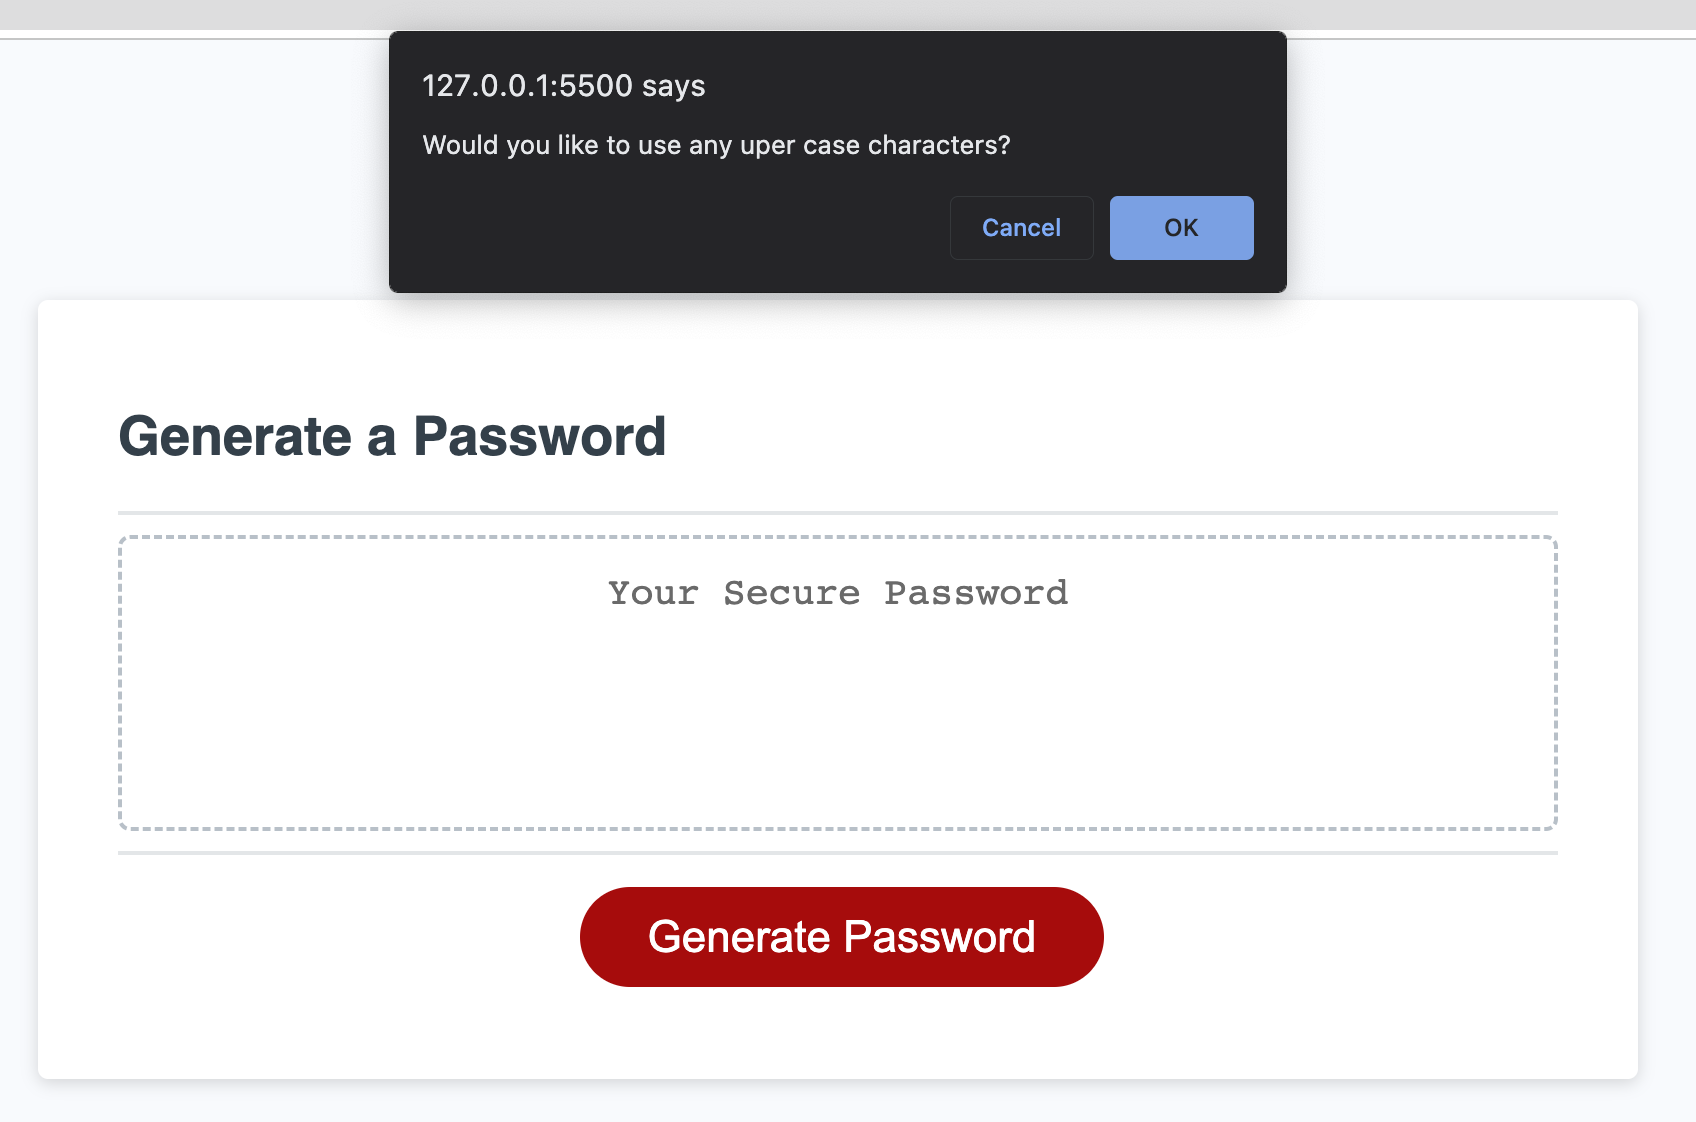 127.0.0.1:5500 says
Would you like to use any uper case characters?
Cancel
OK
Generate a Password
Your Secure Password
Generate Password